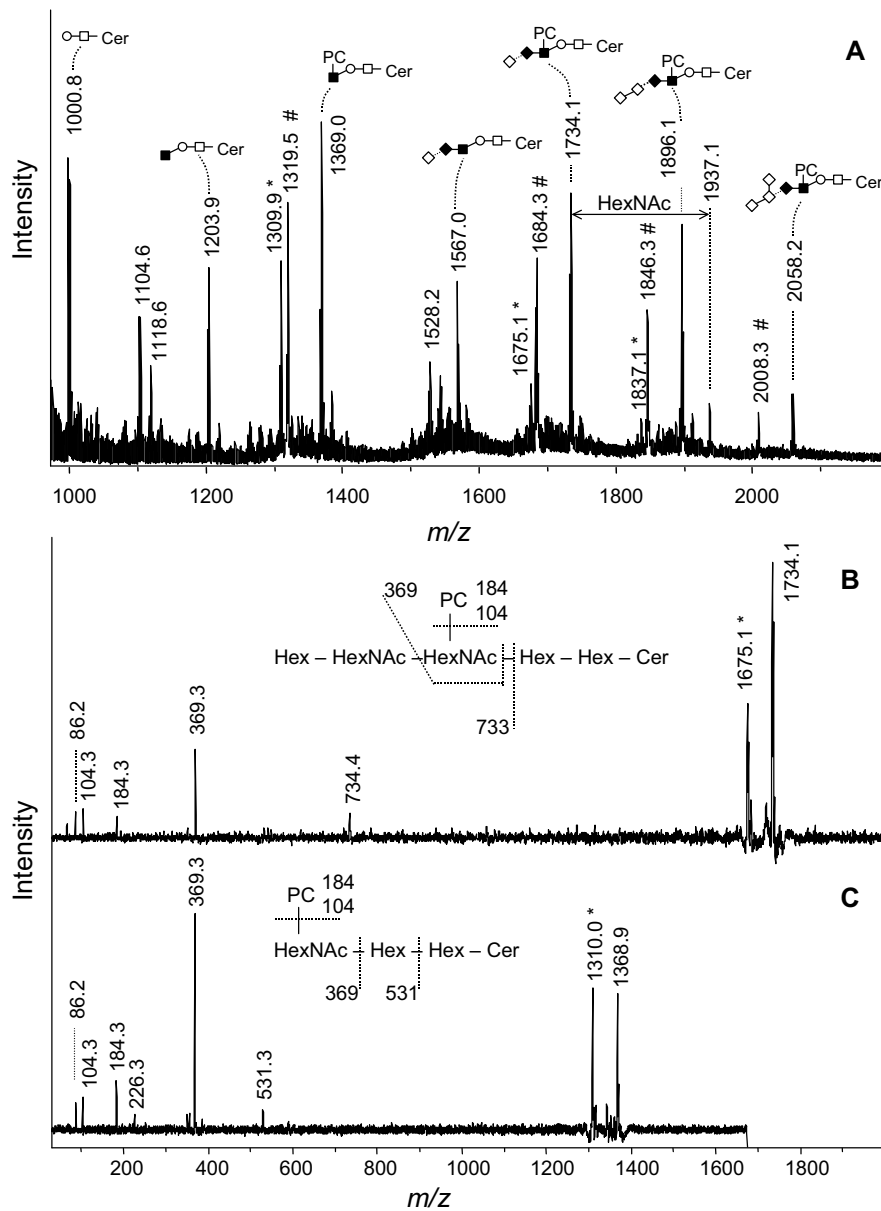 A
Cer
PC
Cer
PC
Cer
PC
Cer
PC
Cer
Cer
Cer
1000.8
1104.6
1118.6
1203.9
1309.9 *
1319.5 #
1369.0
1528.2
1567.0
1675.1 *
1684.3 #
1734.1
HexNAc
1837.1 *
1846.3 #
1896.1
1937.1
2008.3 #
2058.2
Intensity
1000 1200 1400 1600 1800 2000
m/z
B
369
PC 184
104
Hex – HexNAc –HexNAc – Hex – Hex – Cer
733
86.2
104.3
184.3
369.3
734.4
1675.1 *
1734.1
Intensity
C
PC 184
104
HexNAc – Hex – Hex – Cer
369 531
86.2
104.3
184.3
226.3
369.3
531.3
1310.0 *
1368.9
200 400 600 800 1000 1200 1400 1600 1800
m/z